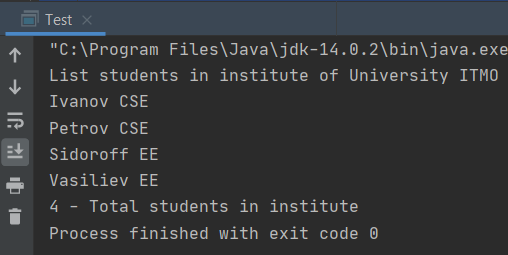 Test
"C:\Program Files\Java\jdk-14.0.2\bin\java.exe
List students in institute of University ITMO
Ivanov CSE
Petrov CSE
Sidoroff EE
Vasiliev EE
4 - Total students in institute
Process finished with exit code 0